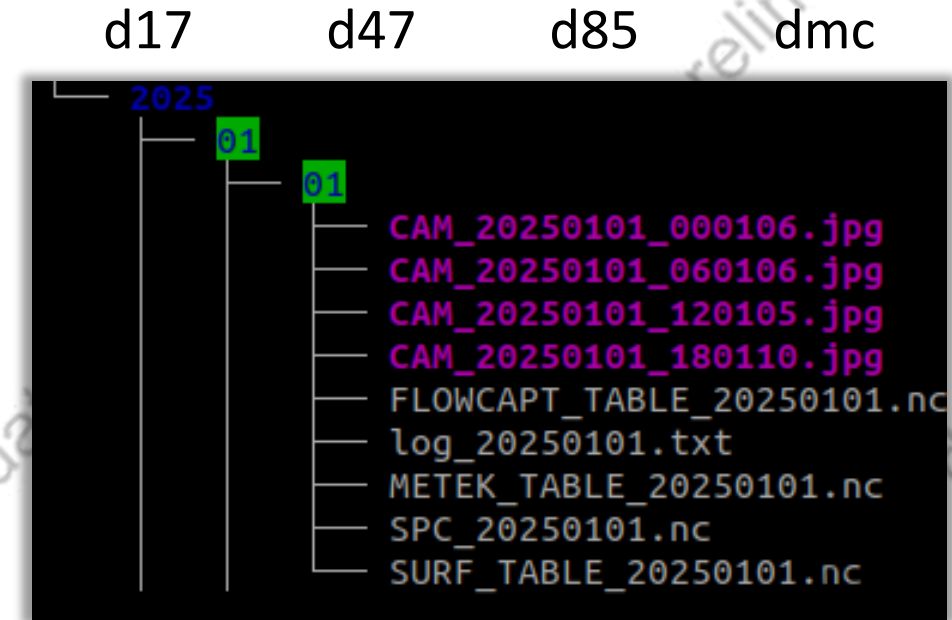 d17 d47 d85 dmc
2025
01
01
CAM_20250101_000106.jpg
CAM_20250101_060106.jpg
CAM_20250101_120105.jpg
CAM_20250101_180110.jpg
FLOWCAPT_TABLE_20250101.nc
log_20250101.txt
METEK_TABLE_20250101.nc
SPC_20250101.nc
SURF_TABLE_20250101.nc